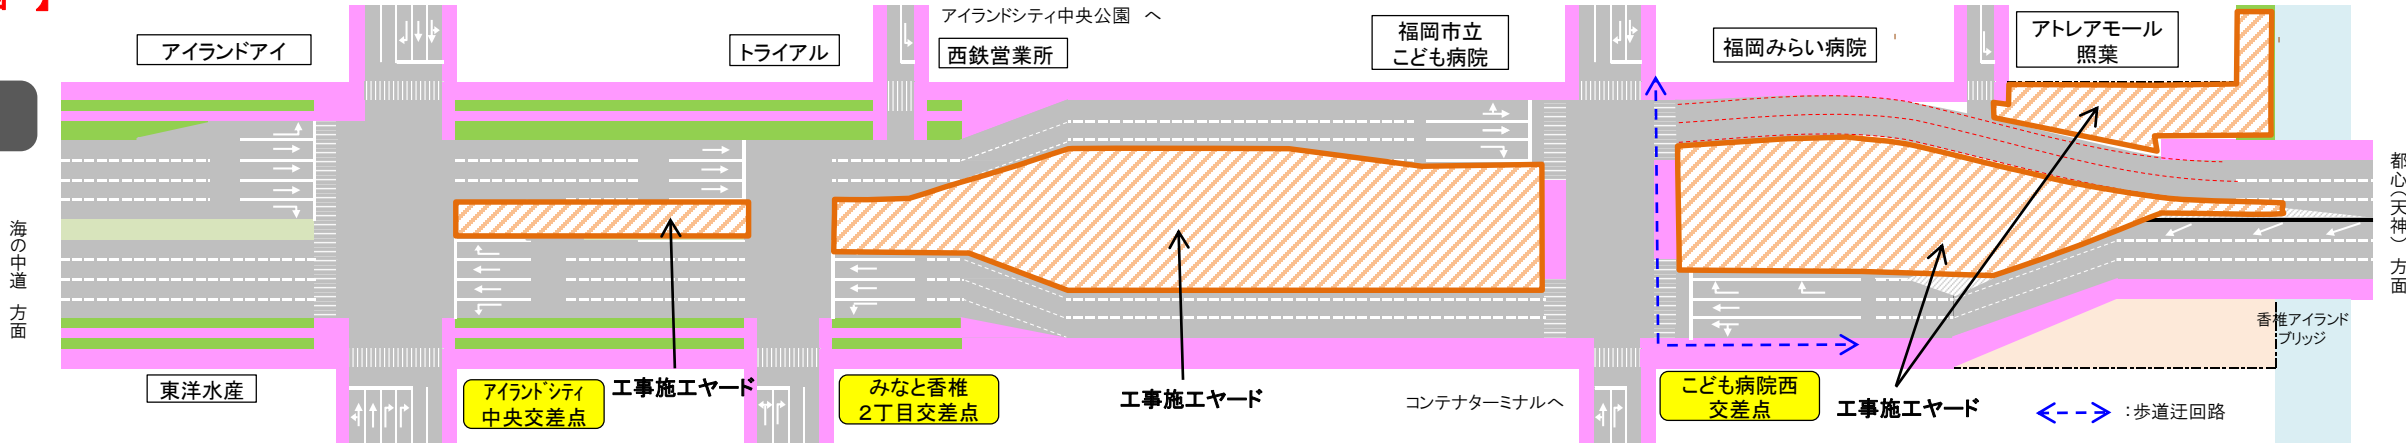 アイランドシティ中央公園　へ
アイランドアイ
トライアル
西鉄営業所
福岡市立
こども病院
福岡みらい病院
アトレアモール
照葉
海の中道　方面
都心（天神）　方面
香椎アイランド
ブリッジ
東洋水産
アイランドシティ
中央交差点
工事施工ヤード
みなと香椎
２丁目交差点
工事施工ヤード
コンテナターミナルへ
こども病院西
交差点
工事施工ヤード
：歩道迂回路